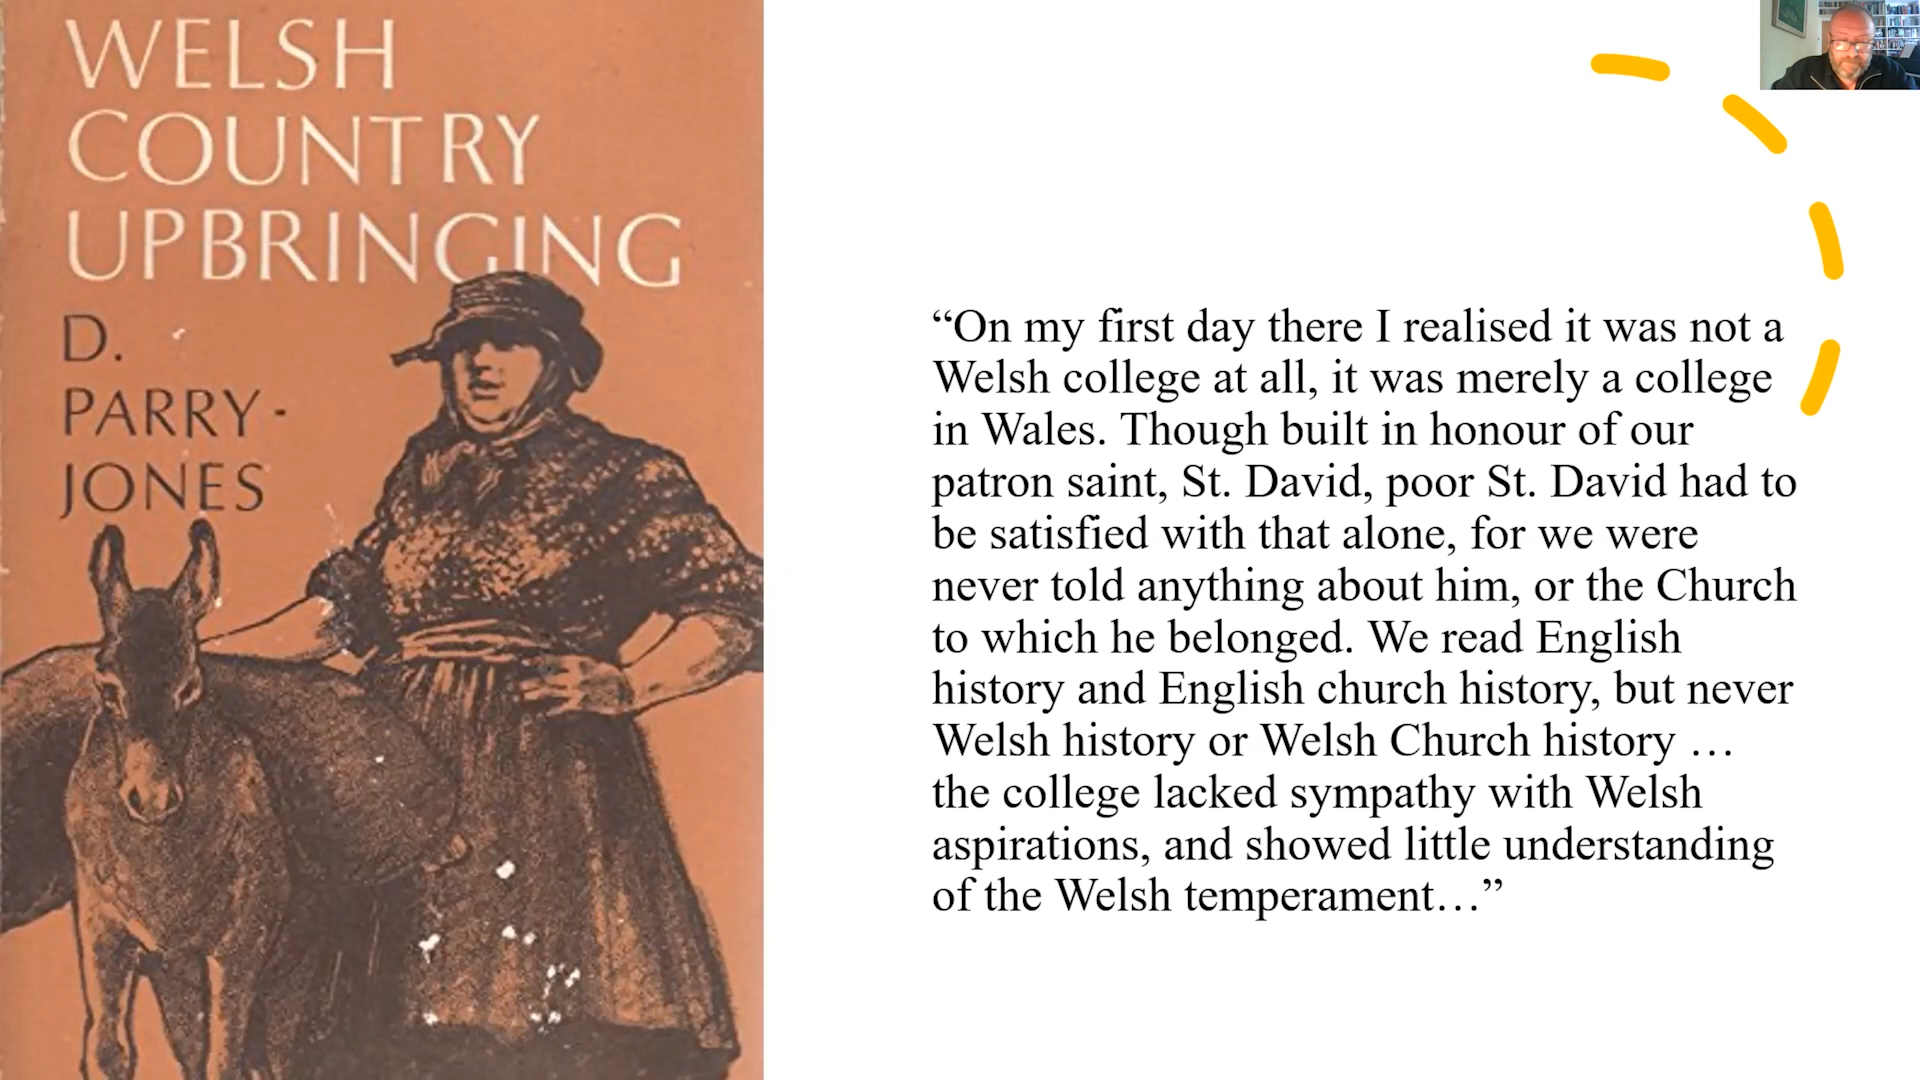 WELSH
COUNTRY
UPBRINGING
D.
PARRY-
JONES
“On my first day there I realised it was not a
Welsh college at all, it was merely a college
in Wales. Though built in honour of our
patron saint, St. David, poor St. David had to
be satisfied with that alone, for we were
never told anything about him, or the Church
to which he belonged. We read English
history and English church history, but never
Welsh history or Welsh Church history …
the college lacked sympathy with Welsh
aspirations, and showed little understanding
of the Welsh temperament…”